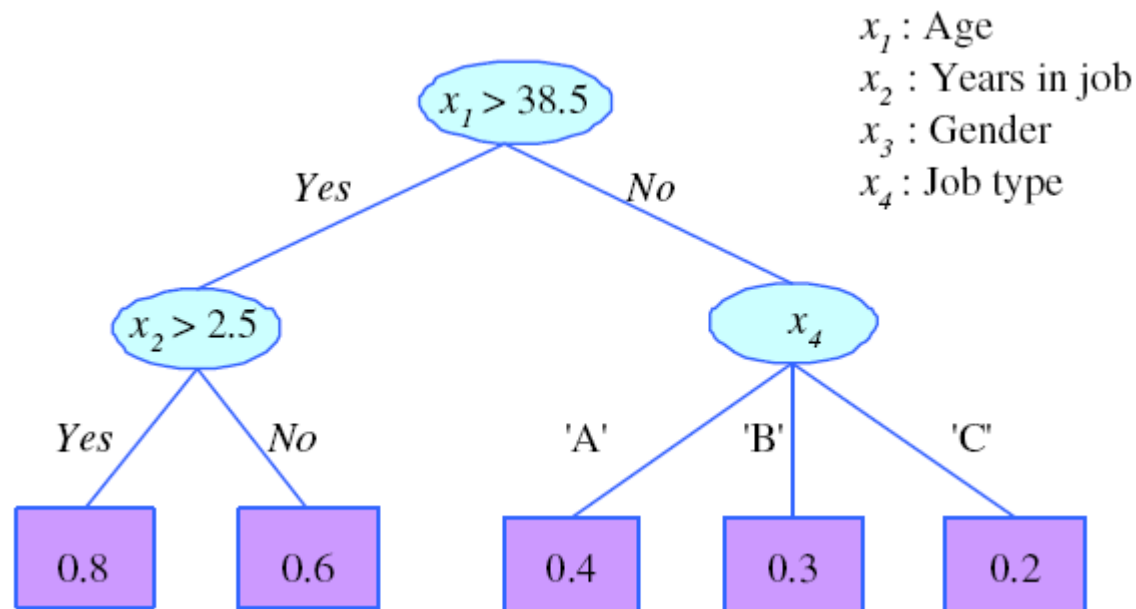 x₁ : Age
x₂ : Years in job
x₃ : Gender
x₄ : Job type
x₁ > 38.5
Yes
No
x₂ > 2.5
x₄
Yes
No
'A'
'B'
'C'
0.8
0.6
0.4
0.3
0.2